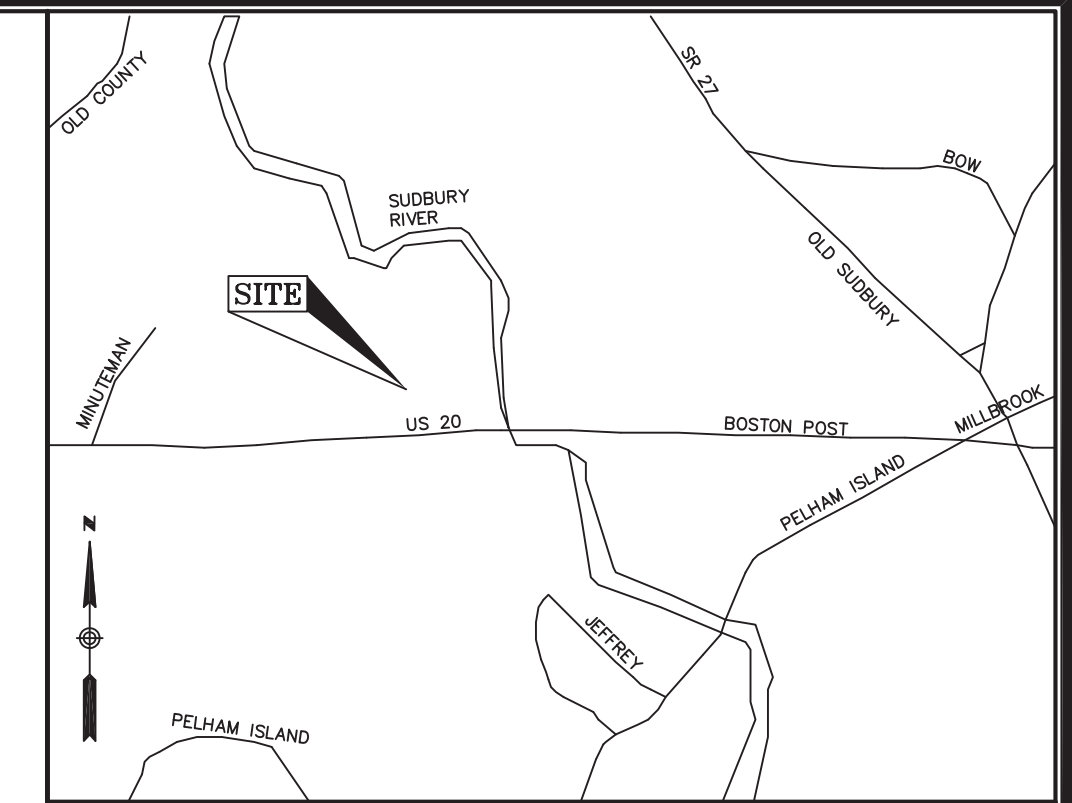 OLD COUNTY
SR 27
BOW
SUDBURY
RIVER
OLD SUDBURY
SITE
MINUTEMAN
US 20
BOSTON POST
MILLBROOK
PELHAM ISLAND
N
JEFFREY
PELHAM ISLAND